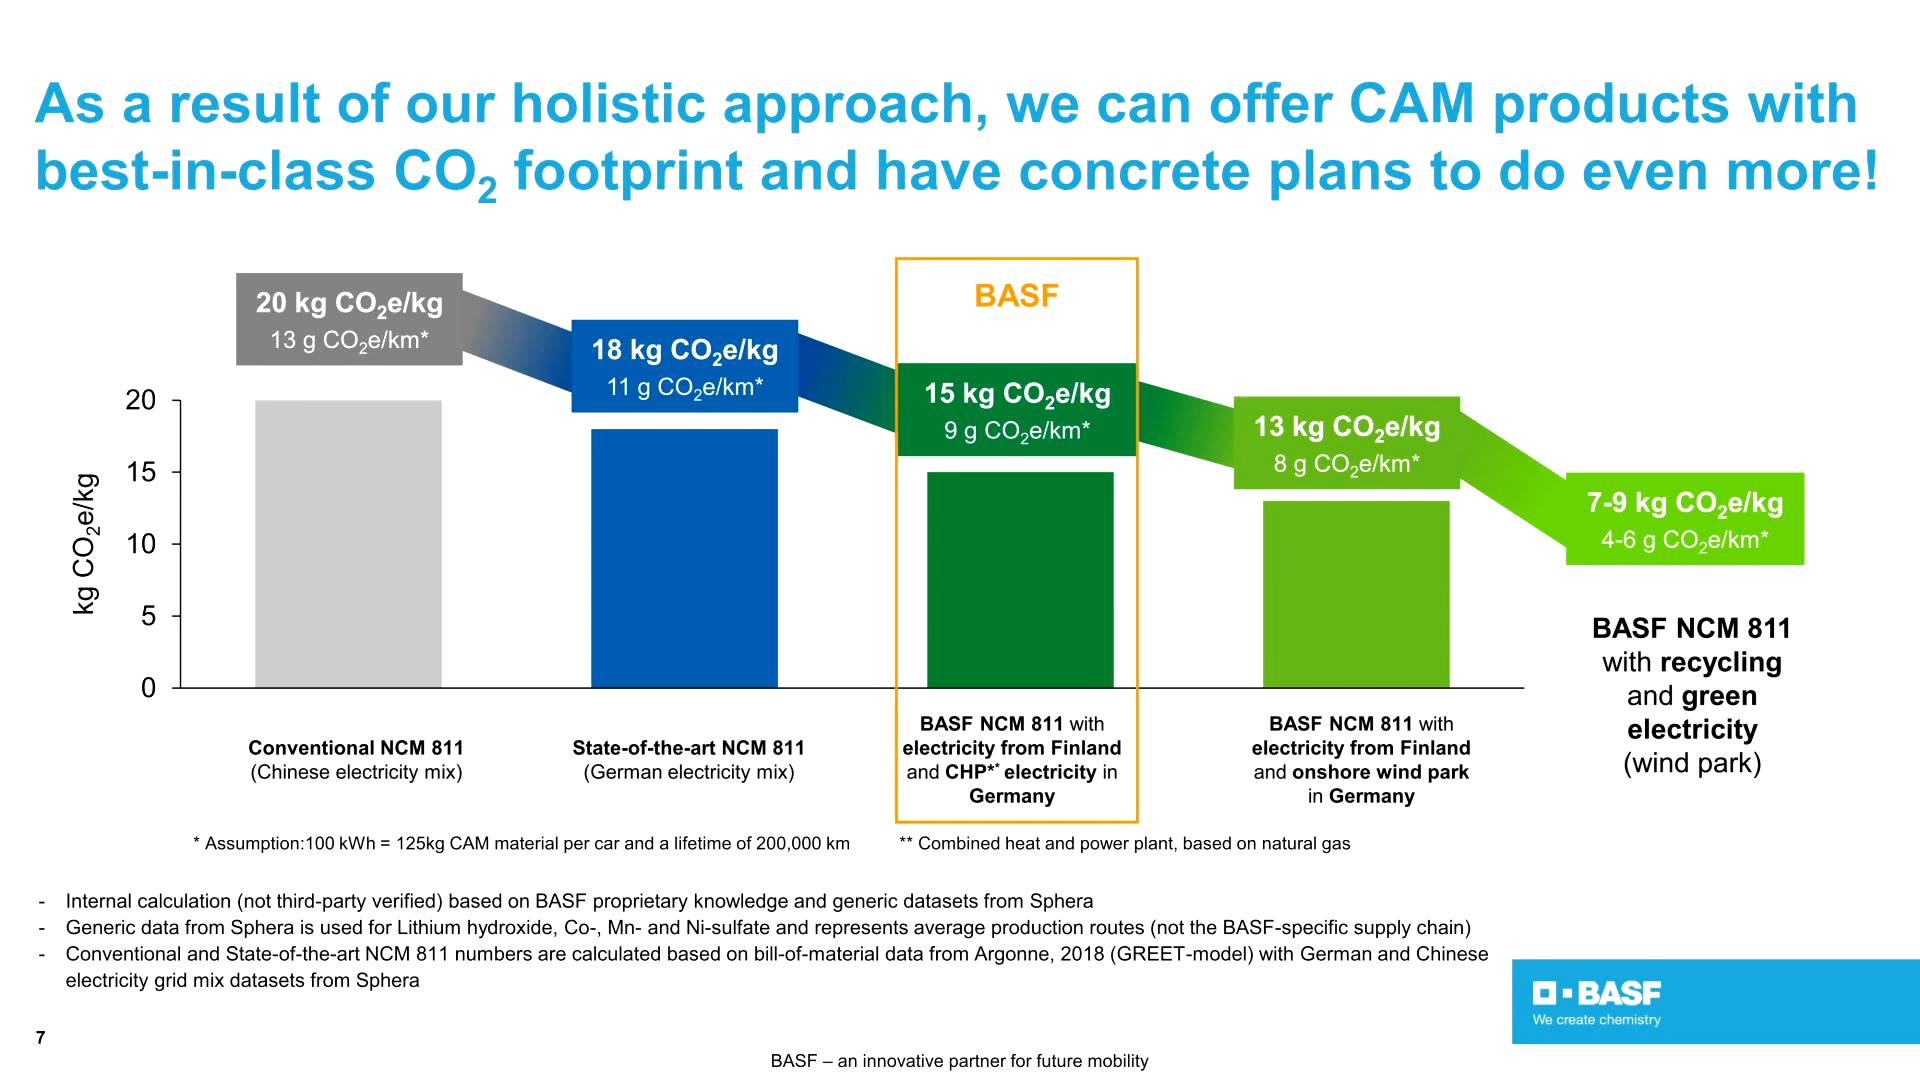 As a result of our holistic approach, we can offer CAM products with
best-in-class CO₂ footprint and have concrete plans to do even more!
20 kg CO₂e/kg
13 g CO₂e/km*
18 kg CO₂e/kg
11 g CO₂e/km*
BASF
15 kg CO₂e/kg
9 g CO₂e/km*
13 kg CO₂e/kg
8 g CO₂e/km*
7-9 kg CO₂e/kg
4-6 g CO₂e/km*
kg CO₂e/kg
20
15
10
5
0
Conventional NCM 811
(Chinese electricity mix)
State-of-the-art NCM 811
(German electricity mix)
BASF NCM 811 with
electricity from Finland
and CHP** electricity in
Germany
BASF NCM 811 with
electricity from Finland
and onshore wind park
in Germany
BASF NCM 811
with recycling
and green
electricity
(wind park)
* Assumption:100 kWh = 125kg CAM material per car and a lifetime of 200,000 km
** Combined heat and power plant, based on natural gas
- Internal calculation (not third-party verified) based on BASF proprietary knowledge and generic datasets from Sphera
- Generic data from Sphera is used for Lithium hydroxide, Co-, Mn- and Ni-sulfate and represents average production routes (not the BASF-specific supply chain)
- Conventional and State-of-the-art NCM 811 numbers are calculated based on bill-of-material data from Argonne, 2018 (GREET-model) with German and Chinese
electricity grid mix datasets from Sphera
BASF
We create chemistry
7
BASF – an innovative partner for future mobility